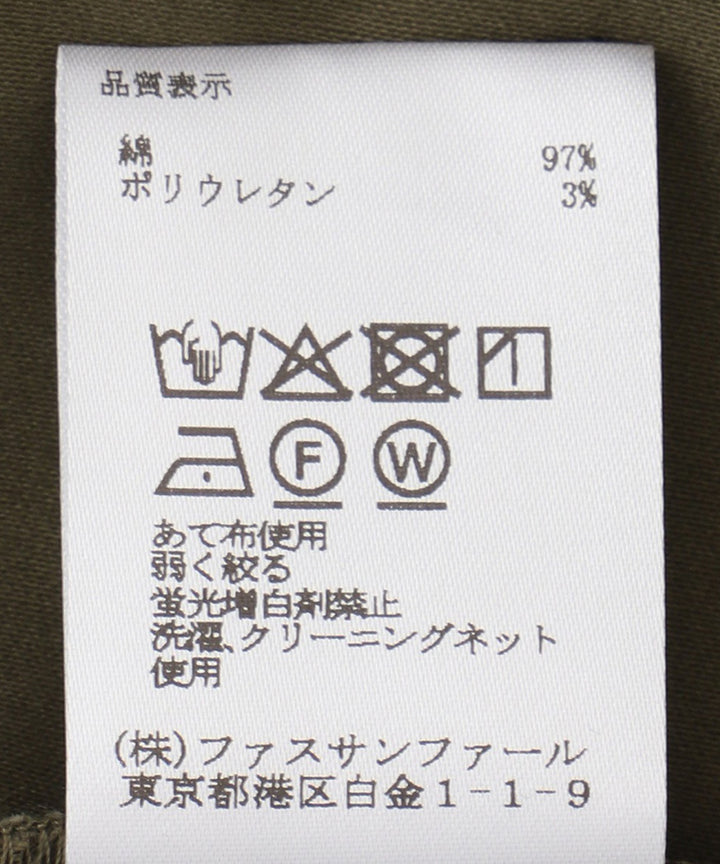 品質表示
綿 97%
ポリウレタン 3%
F W
あて布使用
弱く絞る
蛍光増白剤禁止
洗濯、クリーニングネット
使用
(株)ファスサンファール
東京都港区白金1-1-9